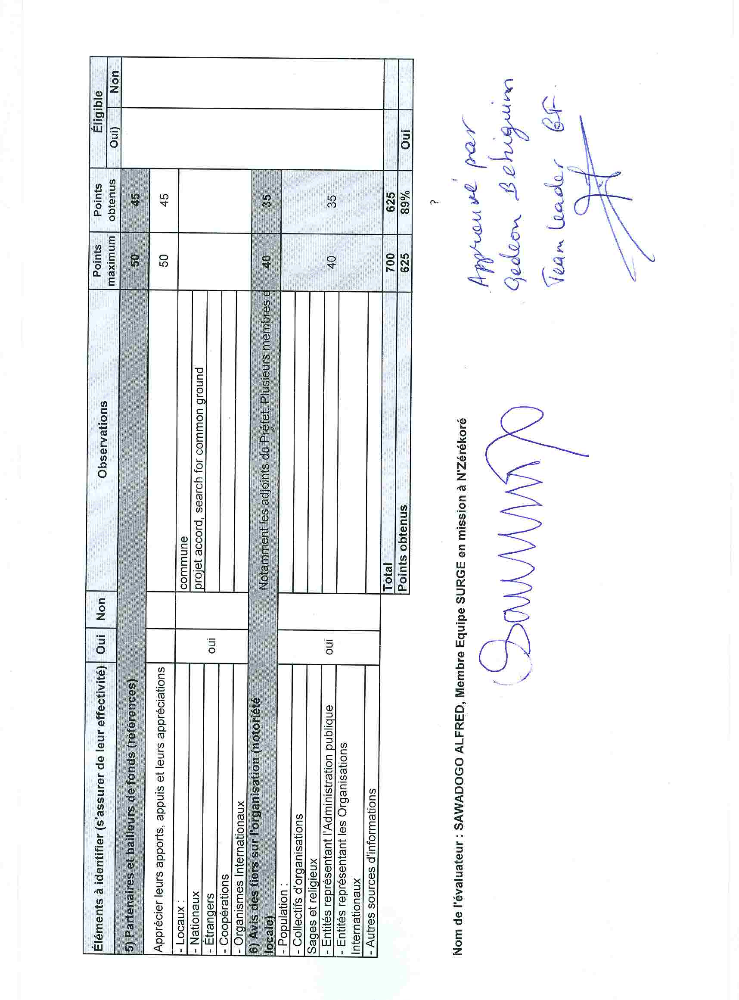 Éléments à identifier (s'assurer de leur effectivité) Oui Non Observations Points maximum Points obtenus Éligible
Oui) Non
5) Partenaires et bailleurs de fonds (références) 50 45
Apprécier leurs apports, appuis et leurs appréciations 50 45
- Locaux : commune
- Nationaux projet accord, search for common ground
- Étrangers oui
- Coopérations
- Organismes Internationaux
6) Avis des tiers sur l'organisation (notoriété
locale) Notamment les adjoints du Préfet, Plusieurs membres d 40 35
- Population :
- Collectifs d'organisations
Sages et religieux
- Entités représentant l'Administration publique oui 40 35
- Entités représentant les Organisations
Internationaux
- Autres sources d'informations
Total 700 625
Points obtenus 625 89% Oui
?
Nom de l'évaluateur : SAWADOGO ALFRED, Membre Equipe SURGE en mission à N'Zérékoré
Approuvé par
Gedeon Behiguim
Team Leader GF.